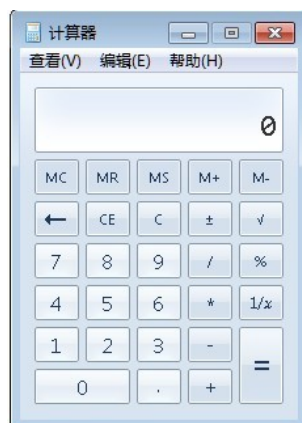 计算器
查看(V) 编辑(E) 帮助(H)
0
MC MR MS M+ M-
← CE C ± √
7 8 9 / %
4 5 6 * 1/x
1 2 3 - =
0 . +